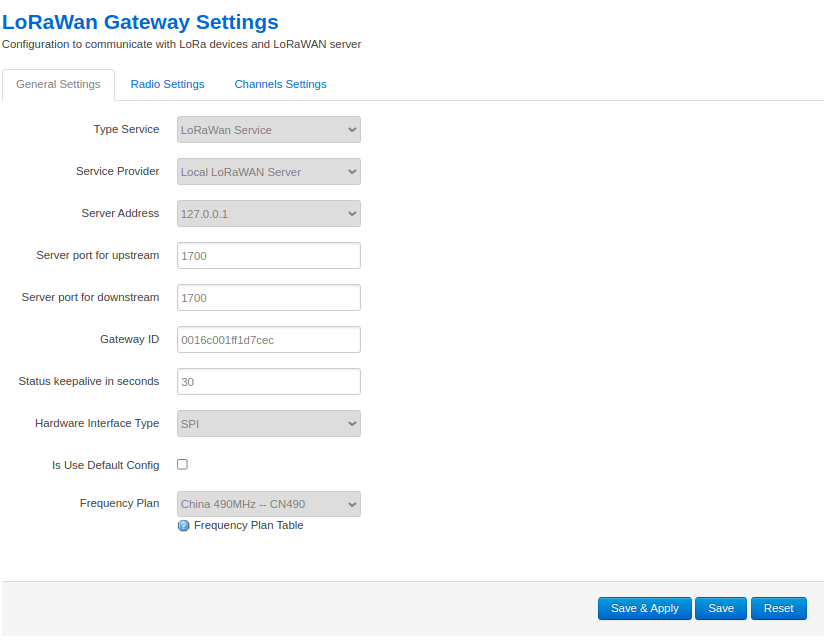 LoRaWan Gateway Settings
Configuration to communicate with LoRa devices and LoRaWAN server
General Settings Radio Settings Channels Settings
Type Service LoRaWan Service
Service Provider Local LoRaWAN Server
Server Address 127.0.0.1
Server port for upstream 1700
Server port for downstream 1700
Gateway ID 0016c001ff1d7cec
Status keepalive in seconds 30
Hardware Interface Type SPI
Is Use Default Config
Frequency Plan China 490MHz -- CN490
Frequency Plan Table
Save & Apply Save Reset